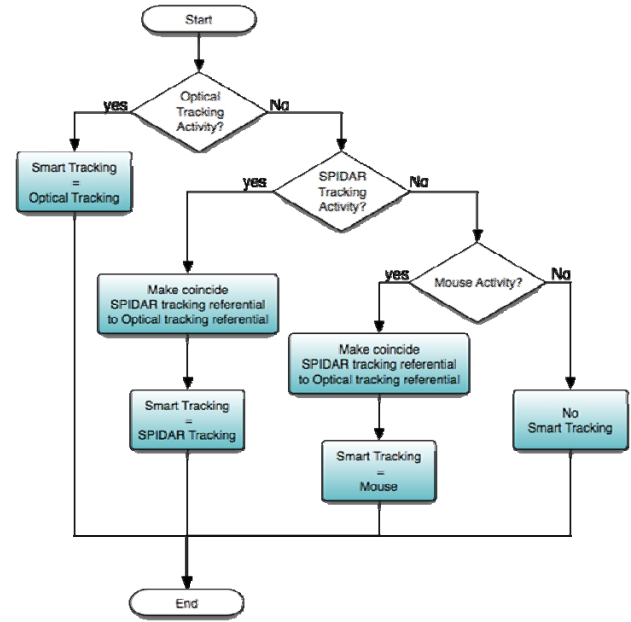 Start
Optical
Tracking
Activity?
yes
No
Smart Tracking
=
Optical Tracking
SPIDAR
Tracking
Activity?
yes
No
Make coincide
SPIDAR tracking referential
to Optical tracking referential
Mouse Activity?
yes
No
Make coincide
SPIDAR tracking referential
to Optical tracking referential
Smart Tracking
=
SPIDAR Tracking
No
Smart Tracking
Smart Tracking
=
Mouse
End